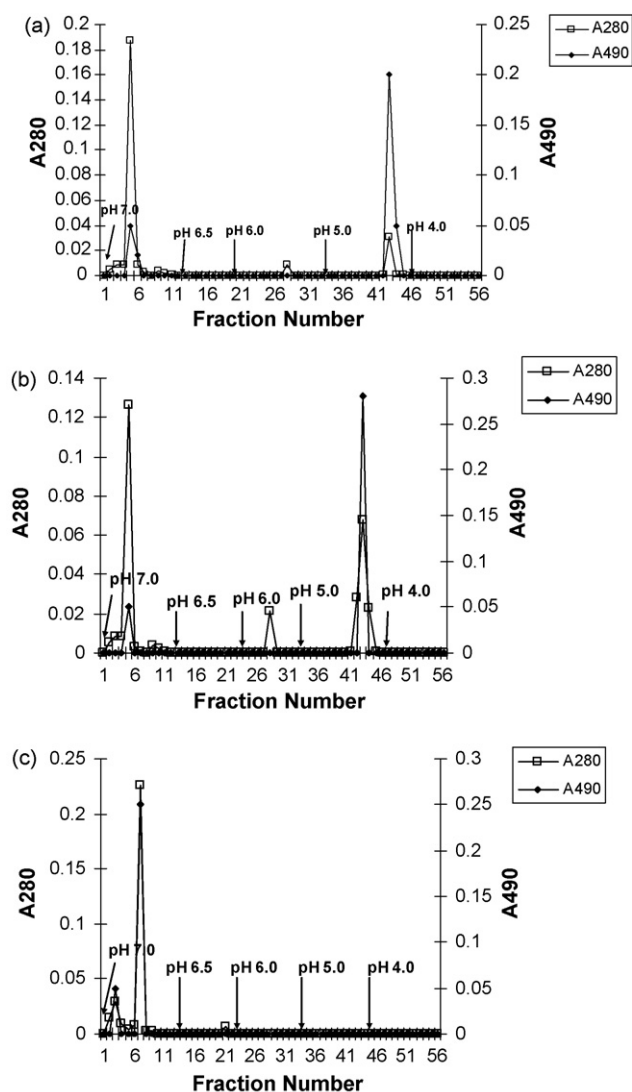 (a)
0.2
0.18
0.16
0.14
0.12
0.1
0.08
0.06
0.04
0.02
0
A280
0.25
0.2
0.15
0.1
0.05
0
A490
A280
A490
pH 7.0
pH 6.5
pH 6.0
pH 5.0
pH 4.0
1 6 11 16 21 26 31 36 41 46 51 56
Fraction Number
(b)
0.14
0.12
0.1
0.08
0.06
0.04
0.02
0
A280
0.3
0.25
0.2
0.15
0.1
0.05
0
A490
A280
A490
pH 7.0
pH 6.5
pH 6.0
pH 5.0
pH 4.0
1 6 11 16 21 26 31 36 41 46 51 56
Fraction Number
(c)
0.25
0.2
0.15
0.1
0.05
0
A280
0.3
0.25
0.2
0.15
0.1
0.05
0
A490
A280
A490
pH 7.0
pH 6.5
pH 6.0
pH 5.0
pH 4.0
1 6 11 16 21 26 31 36 41 46 51 56
Fraction Number